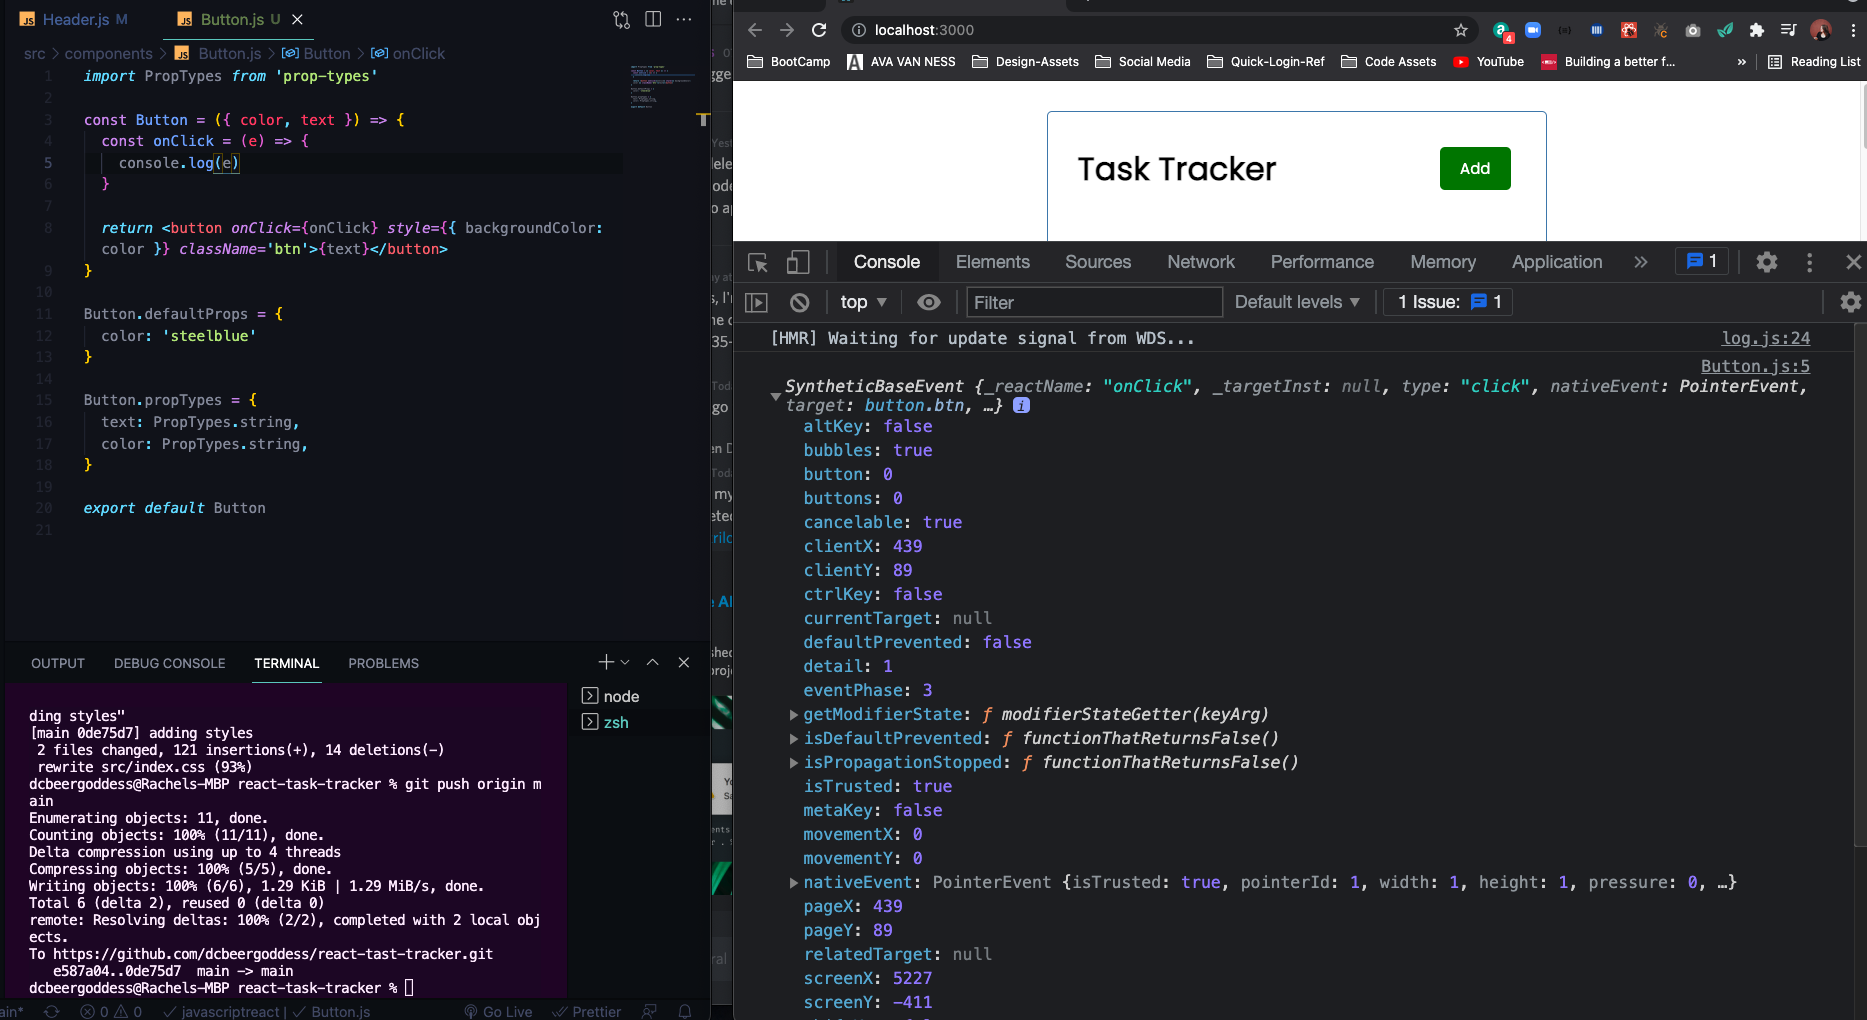 Header.js M
Button.js U
src > components > Button.js > Button > onClick
1 import PropTypes from 'prop-types'
2
3 const Button = ({ color, text }) => {
4 const onClick = (e) => {
5 console.log(e)
6 }
7
8 return <button onClick={onClick} style={{ backgroundColor:
color }} className='btn'>{text}</button>
9 }
10
11 Button.defaultProps = {
12 color: 'steelblue'
13 }
14
15 Button.propTypes = {
16 text: PropTypes.string,
17 color: PropTypes.string,
18 }
19
20 export default Button
21
OUTPUT DEBUG CONSOLE TERMINAL PROBLEMS
node
zsh
ding styles"
[main 0de75d7] adding styles
2 files changed, 121 insertions(+), 14 deletions(-)
rewrite src/index.css (93%)
dcbeergoddess@Rachels-MBP react-task-tracker % git push origin m
ain
Enumerating objects: 11, done.
Counting objects: 100% (11/11), done.
Delta compression using up to 4 threads
Compressing objects: 100% (5/5), done.
Writing objects: 100% (6/6), 1.29 KiB | 1.29 MiB/s, done.
Total 6 (delta 2), reused 0 (delta 0)
remote: Resolving deltas: 100% (2/2), completed with 2 local obj
ects.
To https://github.com/dcbeergoddess/react-tast-tracker.git
e587a04..0de75d7 main -> main
dcbeergoddess@Rachels-MBP react-task-tracker %
ain* 0 0 javascriptreact | Button.js Go Live Prettier
localhost:3000
4
BootCamp AVA VAN NESS Design-Assets Social Media Quick-Login-Ref Code Assets YouTube Building a better f... » Reading List
Task Tracker
Add
Console Elements Sources Network Performance Memory Application » 1
top Filter Default levels 1 Issue: 1
[HMR] Waiting for update signal from WDS... log.js:24
Button.js:5
SyntheticBaseEvent {_reactName: "onClick", _targetInst: null, type: "click", nativeEvent: PointerEvent,
target: button.btn, …} i
altKey: false
bubbles: true
button: 0
buttons: 0
cancelable: true
clientX: 439
clientY: 89
ctrlKey: false
currentTarget: null
defaultPrevented: false
detail: 1
eventPhase: 3
getModifierState: ƒ modifierStateGetter(keyArg)
isDefaultPrevented: ƒ functionThatReturnsFalse()
isPropagationStopped: ƒ functionThatReturnsFalse()
isTrusted: true
metaKey: false
movementX: 0
movementY: 0
nativeEvent: PointerEvent {isTrusted: true, pointerId: 1, width: 1, height: 1, pressure: 0, …}
pageX: 439
pageY: 89
relatedTarget: null
screenX: 5227
screenY: -411